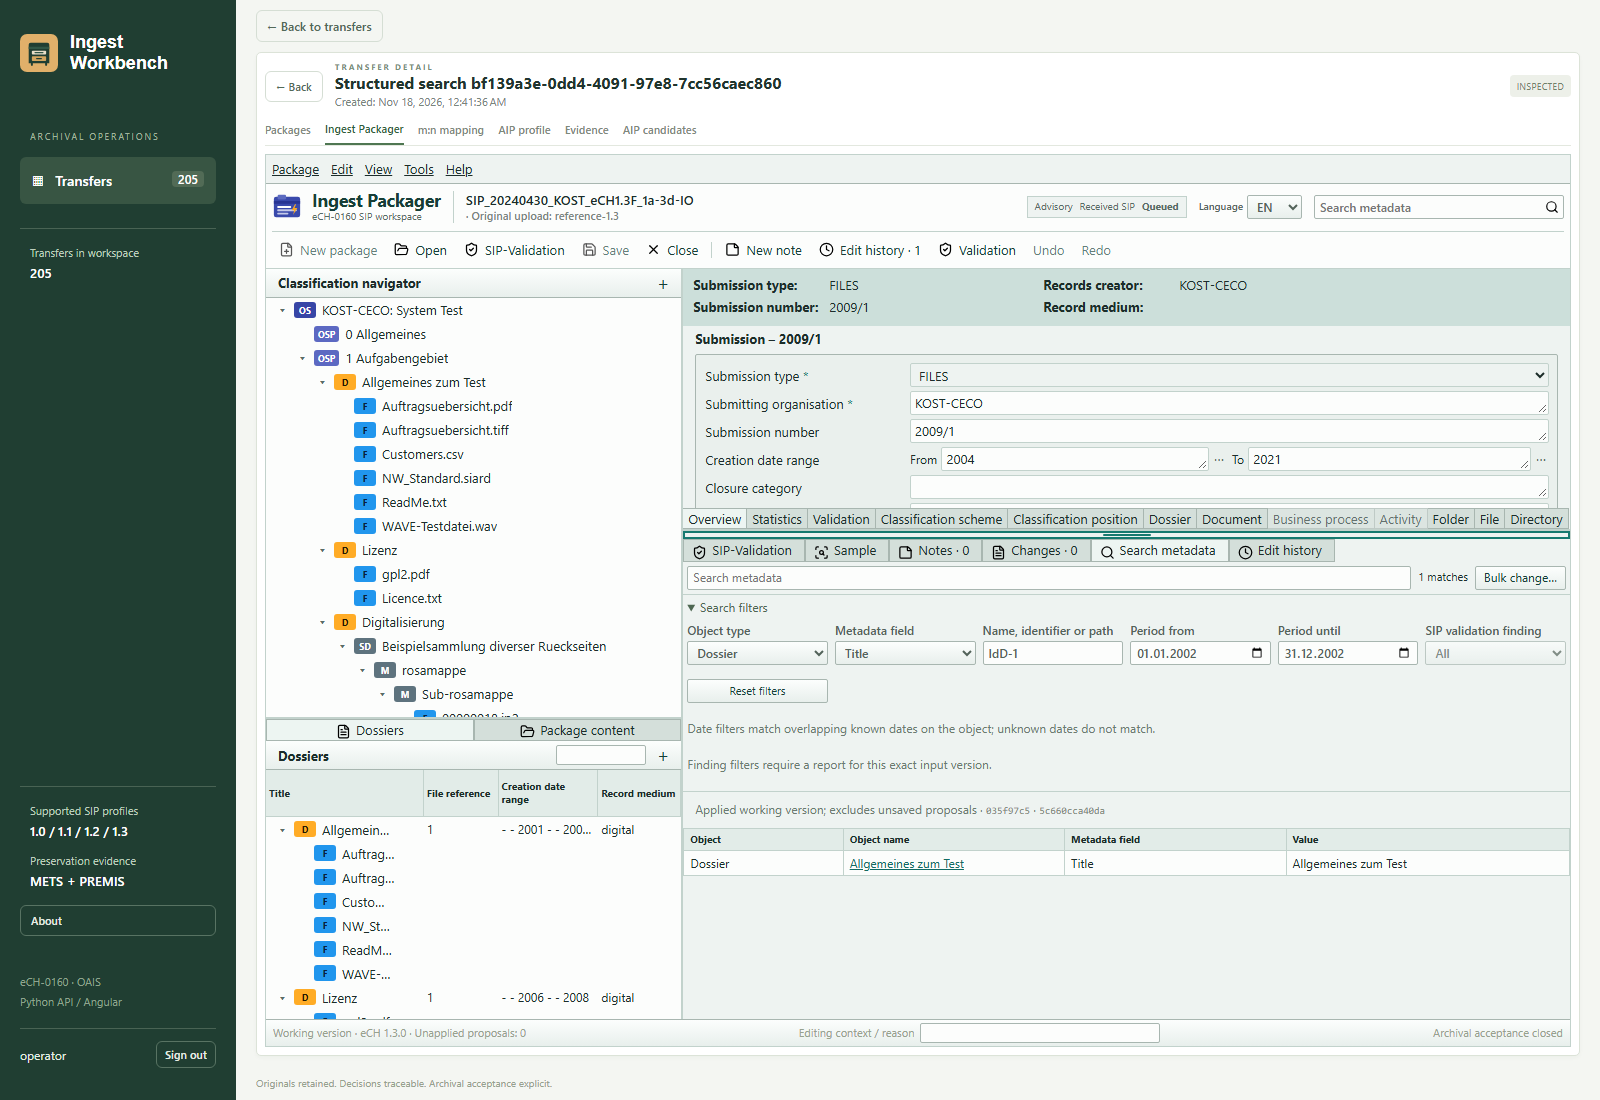 Ingest
Workbench
ARCHIVAL OPERATIONS
Transfers 205
Transfers in workspace
205
Supported SIP profiles
1.0 / 1.1 / 1.2 / 1.3
Preservation evidence
METS + PREMIS
About
eCH-0160 · OAIS
Python API / Angular
operator
Sign out
← Back to transfers
← Back
TRANSFER DETAIL
Structured search bf139a3e-0dd4-4091-97e8-7cc56caec860
Created: Nov 18, 2026, 12:41:36 AM
INSPECTED
Packages Ingest Packager m:n mapping AIP profile Evidence AIP candidates
Package Edit View Tools Help
Ingest Packager
eCH-0160 SIP workspace
SIP_20240430_KOST_eCH1.3F_1a-3d-IO
· Original upload: reference-1.3
Advisory Received SIP Queued
Language EN
Search metadata
New package Open SIP-Validation Save Close New note Edit history · 1 Validation Undo Redo
Classification navigator +
OS KOST-CECO: System Test
OSP 0 Allgemeines
OSP 1 Aufgabengebiet
D Allgemeines zum Test
F Auftragsuebersicht.pdf
F Auftragsuebersicht.tiff
F Customers.csv
F NW_Standard.siard
F ReadMe.txt
F WAVE-Testdatei.wav
D Lizenz
F gpl2.pdf
F Licence.txt
D Digitalisierung
SD Beispielsammlung diverser Rueckseiten
M rosamappe
M Sub-rosamappe
Dossiers Package content
Dossiers +
Title File reference Creation date range Record medium
D Allgemein... 1 - - 2001 - - 200... digital
F Auftrag...
F Auftrag...
F Custo...
F NW_St...
F ReadM...
F WAVE-...
D Lizenz 1 - - 2006 - - 2008 digital
Submission type: FILES Records creator: KOST-CECO
Submission number: 2009/1 Record medium:
Submission – 2009/1
Submission type * FILES
Submitting organisation * KOST-CECO
Submission number 2009/1
Creation date range From 2004 ... To 2021 ...
Closure category
Overview Statistics Validation Classification scheme Classification position Dossier Document Business process Activity Folder File Directory
SIP-Validation Sample Notes · 0 Changes · 0 Search metadata Edit history
Search metadata 1 matches Bulk change...
▼ Search filters
Object type Metadata field Name, identifier or path Period from Period until SIP validation finding
Dossier Title IdD-1 01.01.2002 31.12.2002 All
Reset filters
Date filters match overlapping known dates on the object; unknown dates do not match.
Finding filters require a report for this exact input version.
Applied working version; excludes unsaved proposals · 035f97c5 · 5c660cca40da
Object Object name Metadata field Value
Dossier Allgemeines zum Test Title Allgemeines zum Test
Working version · eCH 1.3.0 · Unapplied proposals: 0
Editing context / reason
Archival acceptance closed
Originals retained. Decisions traceable. Archival acceptance explicit.